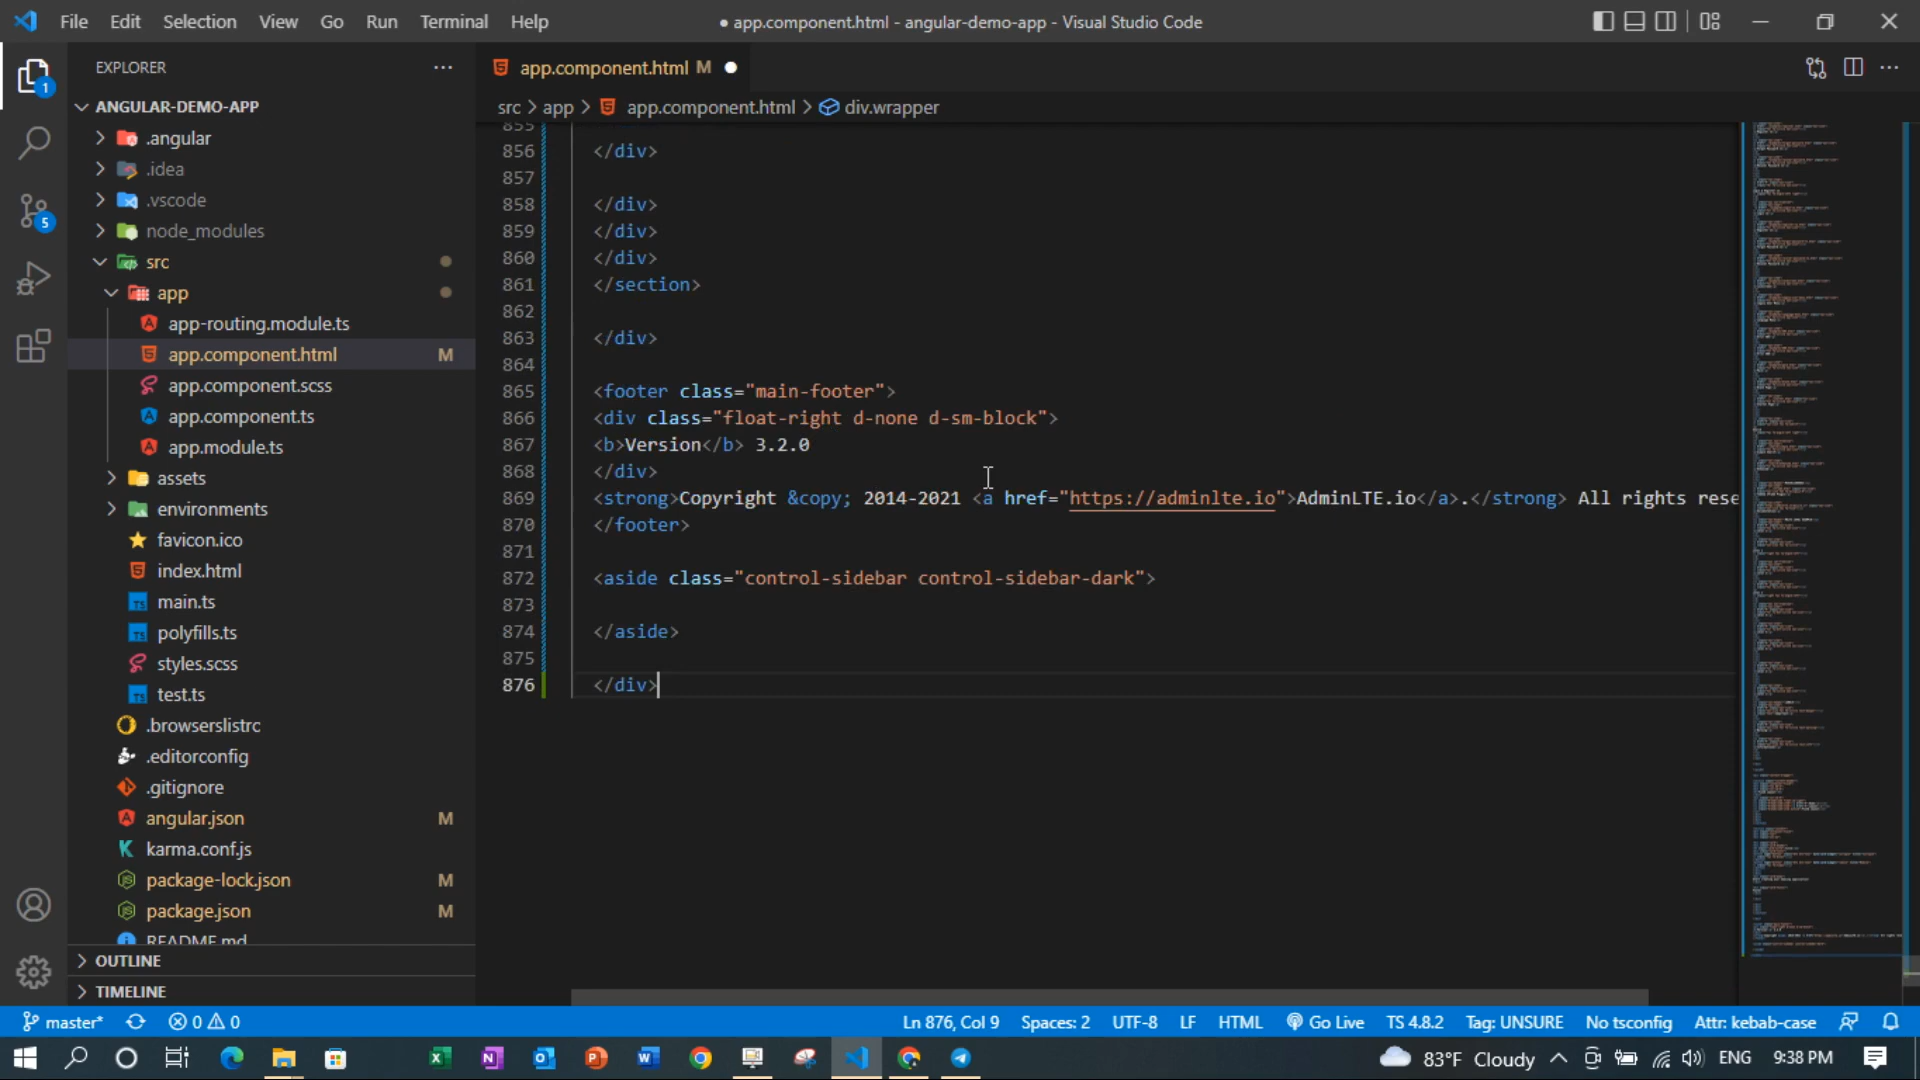 File Edit Selection View Go Run Terminal Help
● app.component.html - angular-demo-app - Visual Studio Code
EXPLORER
ANGULAR-DEMO-APP
.angular
.idea
.vscode
node_modules
src
app
app-routing.module.ts
app.component.html M
app.component.scss
app.component.ts
app.module.ts
assets
environments
favicon.ico
index.html
main.ts
polyfills.ts
styles.scss
test.ts
.browserslistrc
.editorconfig
.gitignore
angular.json M
karma.conf.js
package-lock.json M
package.json M
README.md
OUTLINE
TIMELINE
1
5
app.component.html M ●
src > app > app.component.html > div.wrapper
855
856 </div>
857
858 </div>
859 </div>
860 </div>
861 </section>
862
863 </div>
864
865 <footer class="main-footer">
866 <div class="float-right d-none d-sm-block">
867 <b>Version</b> 3.2.0
868 </div>
869 <strong>Copyright &copy; 2014-2021 <a href="https://adminlte.io">AdminLTE.io</a>.</strong> All rights rese
870 </footer>
871
872 <aside class="control-sidebar control-sidebar-dark">
873
874 </aside>
875
876 </div>
master* 0 0 Ln 876, Col 9 Spaces: 2 UTF-8 LF HTML Go Live TS 4.8.2 Tag: UNSURE No tsconfig Attr: kebab-case
83°F Cloudy ENG 9:38 PM